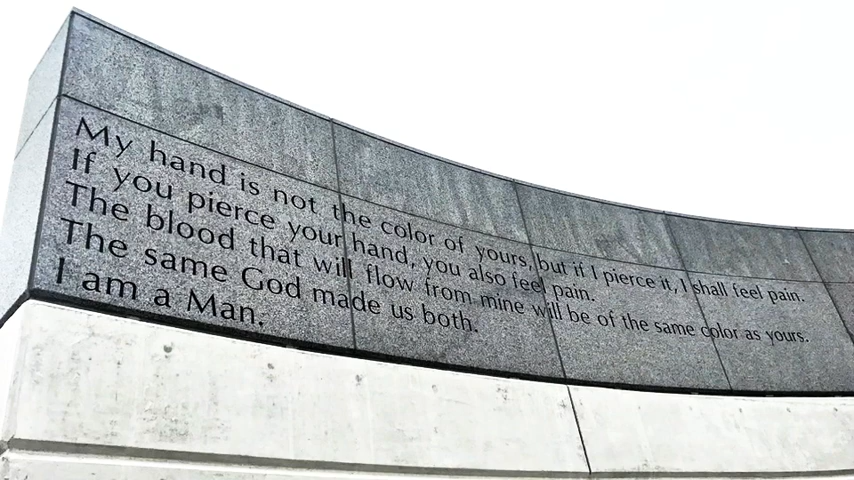 My hand is not the color of yours, but if I pierce it, I shall feel pain.
If you pierce your hand, you also feel pain.
The blood that will flow from mine will be of the same color as yours.
The same God made us both.
I am a Man.